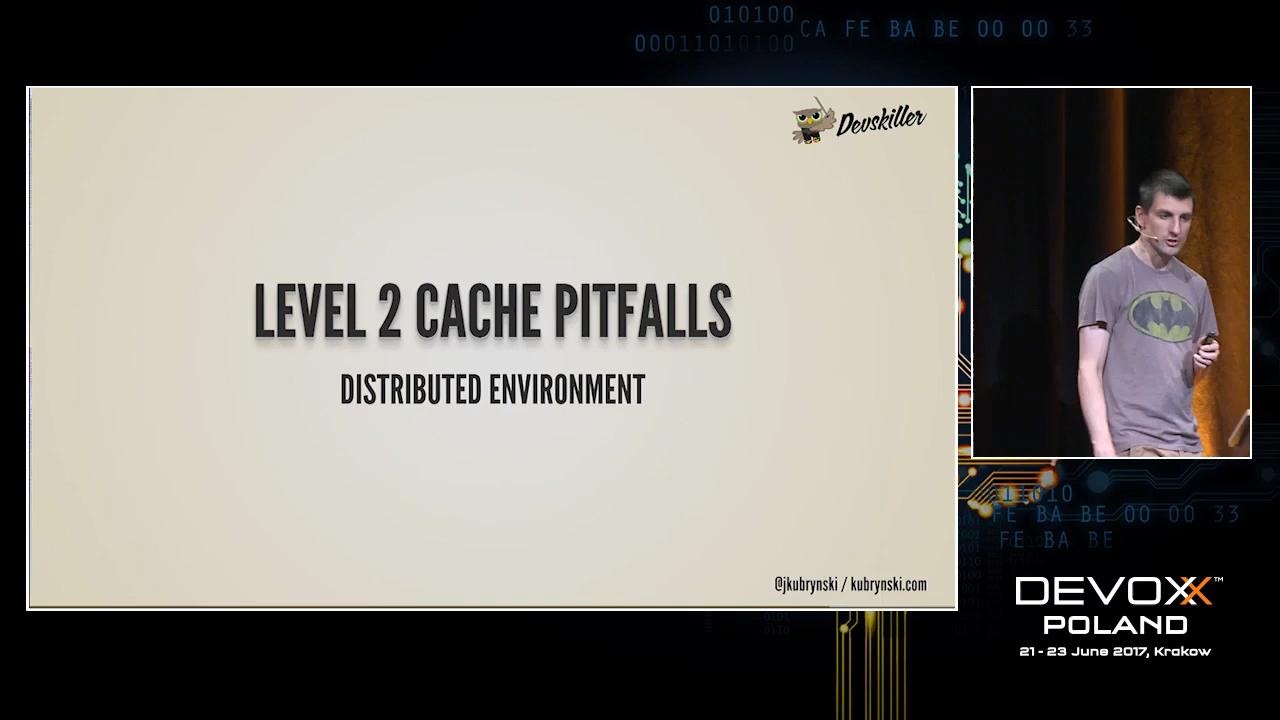 010100
CA FE BA BE 00 00 33
00011010100
Devskiller
LEVEL 2 CACHE PITFALLS
DISTRIBUTED ENVIRONMENT
@jkubrynski / kubrynski.com
011010
FE BA BE 00 00 33
FE BA BE
DEVOXX™
POLAND
21 - 23 June 2017, Krakow